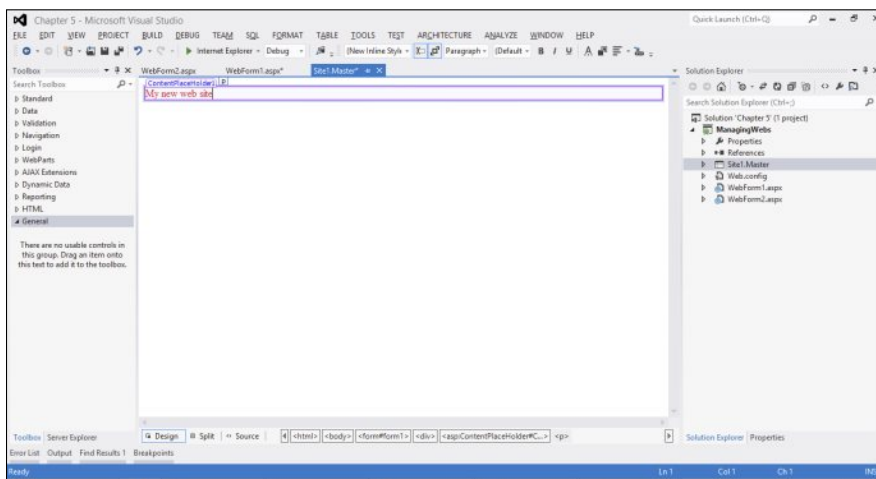 Chapter 5 - Microsoft Visual Studio
Quick Launch (Ctrl+Q)
FILE EDIT VIEW PROJECT BUILD DEBUG TEAM SQL FORMAT TABLE TOOLS TEST ARCHITECTURE ANALYZE WINDOW HELP
Internet Explorer Debug (New Inline Style Paragraph (Default B I U A
Toolbox
WebForm2.aspx WebForm1.aspx* Site1.Master*
Search Toolbox
Standard
Data
Validation
Navigation
Login
WebParts
AJAX Extensions
Dynamic Data
Reporting
HTML
General
There are no usable controls in
this group. Drag an item onto
this text to add it to the toolbox.
My new web site
Solution Explorer
Search Solution Explorer (Ctrl+;)
Solution 'Chapter 5' (1 project)
ManagingWebs
Properties
References
Site1.Master
Web.config
WebForm1.aspx
WebForm2.aspx
Toolbox Server Explorer
Design Split Source <html> <body> <form#form1> <div> <asp:ContentPlaceHolder#C...> <p>
Solution Explorer Properties
Error List Output Find Results 1 Breakpoints
Ready Ln 1 Col 1 Ch 1 INS